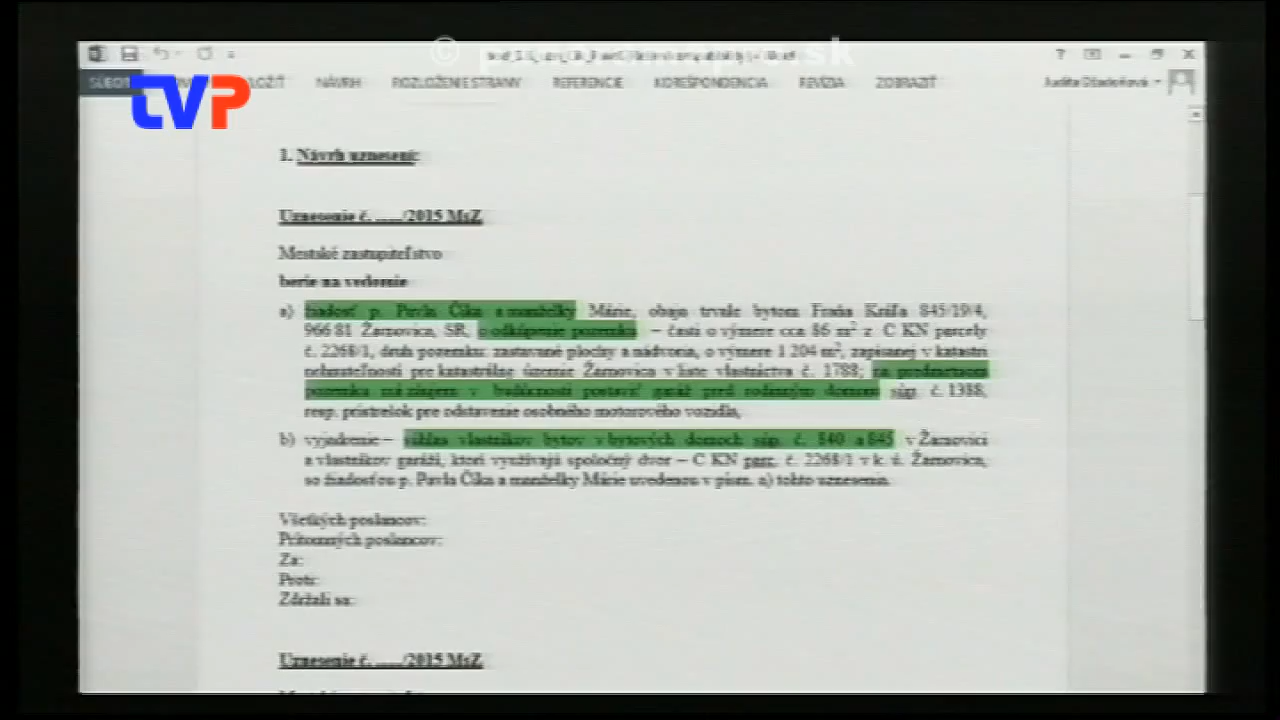 TVP
NÁVRH ROZLOŽENIE STRANY REFERENCIE KOREŠPONDENCIA REVÍZIA ZOBRAZIŤ
1. Návrh uznesení:
Uznesenie č. ....../2015 MsZ
Mestské zastupiteľstvo
berie na vedomie
a) žiadosť p. Pavla Čika a manželky Márie, obaja trvale bytom Fraňa Kráľa 845/19/4,
966 81 Žarnovica, SR, o odkúpenie pozemku – časti o výmere cca 86 m² z C KN parcely
č. 2268/1, druh pozemku: zastavané plochy a nádvoria, o výmere 1 204 m², zapísanej v katastri
nehnuteľností pre katastrálne územie Žarnovica v liste vlastníctva č. 1788; na predmetnom
pozemku má záujem v budúcnosti postaviť garáž pred rodinným domom súp. č. 1388,
resp. prístrešok pre odstavenie osobného motorového vozidla,
b) vyjadrenie – súhlas vlastníkov bytov v bytových domoch súp. č. 840 a 845 v Žarnovici
a vlastníkov garáží, ktorí využívajú spoločný dvor – C KN parc. č. 2268/1 v k. ú. Žarnovica,
so žiadosťou p. Pavla Čika a manželky Márie uvedenou v písm. a) tohto uznesenia.
Všetkých poslancov:
Prítomných poslancov:
Za:
Proti:
Zdržali sa:
Uznesenie č. ....../2015 MsZ